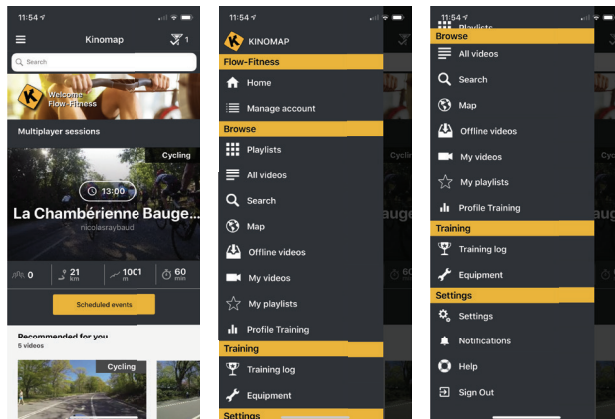 11:54
Kinomap
1
Search
Welcome
Flow-Fitness
Multiplayer sessions
Cycling
13:00
La Chambérienne Bauge...
nicolasraybaud
0
21
km
10C1
m
60
min
Scheduled events
Recommended for you
5 videos
Cycling
11:54
KINOMAP
Flow-Fitness
Home
Manage account
Browse
Playlists
All videos
Search
Map
Offline videos
My videos
My playlists
Profile Training
Training
Training log
Equipment
Settings
11:54
Playlists
Browse
All videos
Search
Map
Offline videos
My videos
My playlists
Profile Training
Training
Training log
Equipment
Settings
Settings
Notifications
Help
Sign Out